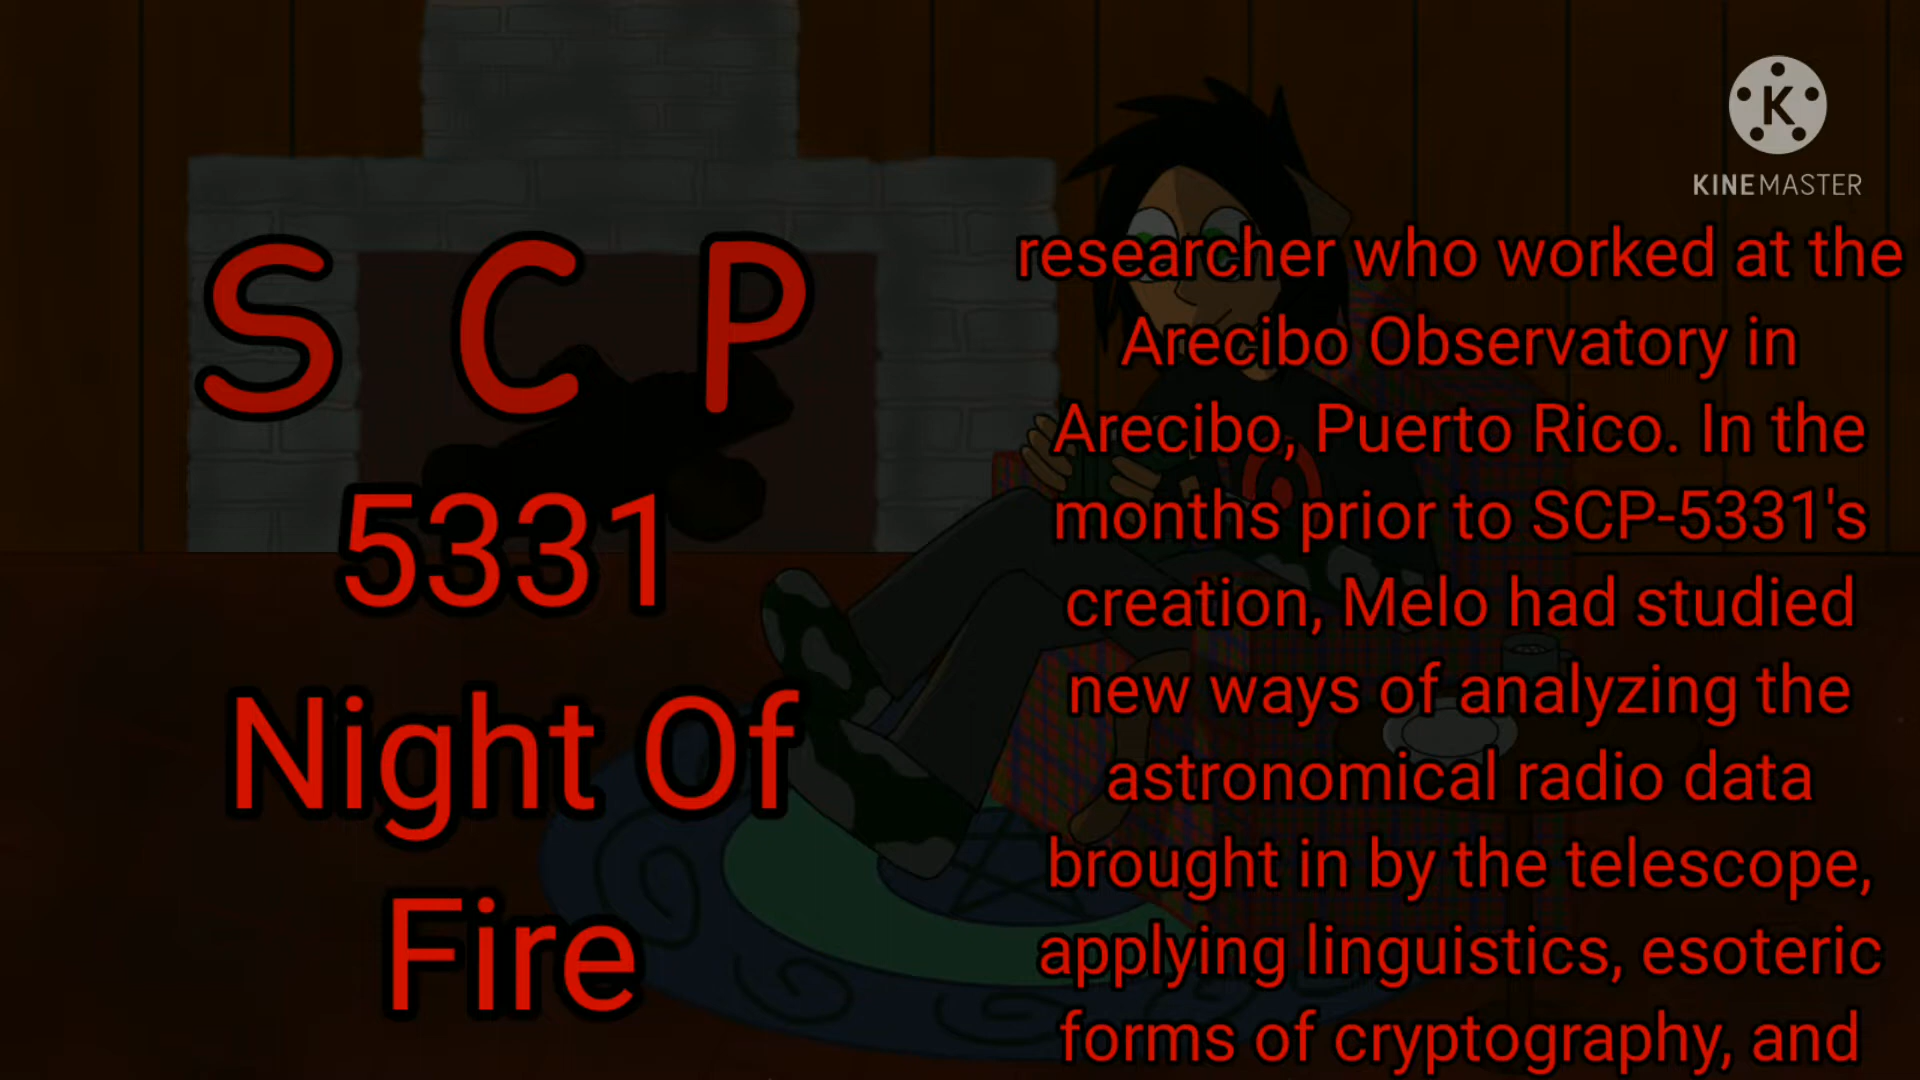 S C P
5331
Night Of
Fire
K
KINEMASTER
researcher who worked at the
Arecibo Observatory in
Arecibo, Puerto Rico. In the
months prior to SCP-5331's
creation, Melo had studied
new ways of analyzing the
astronomical radio data
brought in by the telescope,
applying linguistics, esoteric
forms of cryptography, and